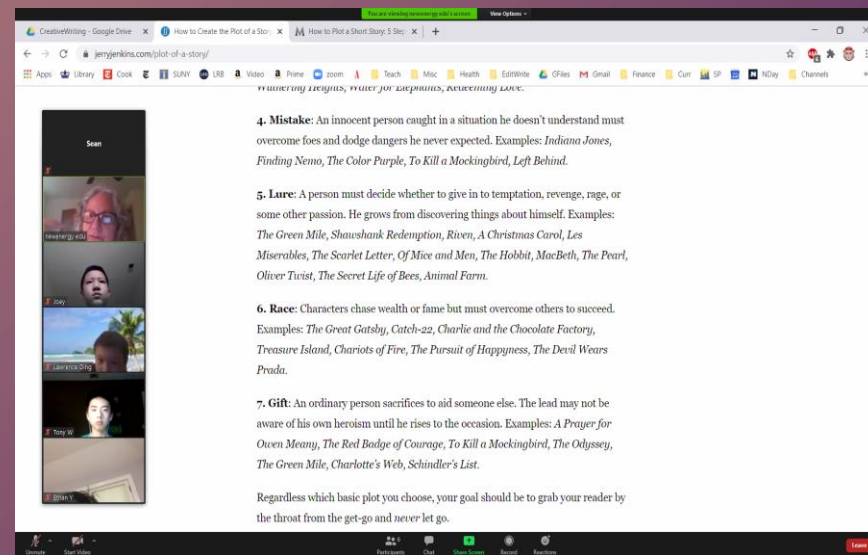 You are viewing newenergy edu's screen
View Options
CreativeWriting - Google Drive
How to Create the Plot of a Stor
How to Plot a Short Story: 5 Ste
jerryjenkins.com/plot-of-a-story/
Apps Library Cook SUNY LRB Video Prime zoom Teach Misc Health EditWrite GFiles Gmail Finance Curr SP NDay Channels
Wuthering Heights, Water for Elephants, Redeeming Love.
4. Mistake: An innocent person caught in a situation he doesn't understand must
overcome foes and dodge dangers he never expected. Examples: Indiana Jones,
Finding Nemo, The Color Purple, To Kill a Mockingbird, Left Behind.
5. Lure: A person must decide whether to give in to temptation, revenge, rage, or
some other passion. He grows from discovering things about himself. Examples:
The Green Mile, Shawshank Redemption, Riven, A Christmas Carol, Les
Miserables, The Scarlet Letter, Of Mice and Men, The Hobbit, MacBeth, The Pearl,
Oliver Twist, The Secret Life of Bees, Animal Farm.
6. Race: Characters chase wealth or fame but must overcome others to succeed.
Examples: The Great Gatsby, Catch-22, Charlie and the Chocolate Factory,
Treasure Island, Chariots of Fire, The Pursuit of Happyness, The Devil Wears
Prada.
7. Gift: An ordinary person sacrifices to aid someone else. The lead may not be
aware of his own heroism until he rises to the occasion. Examples: A Prayer for
Owen Meany, The Red Badge of Courage, To Kill a Mockingbird, The Odyssey,
The Green Mile, Charlotte's Web, Schindler's List.
Regardless which basic plot you choose, your goal should be to grab your reader by
the throat from the get-go and never let go.
Sean
newenergy edu
Joey
Lawrence Ding
Tony W
Ethan Y
Unmute
Start Video
Participants
6
Chat
Share Screen
Record
Reactions
Leave